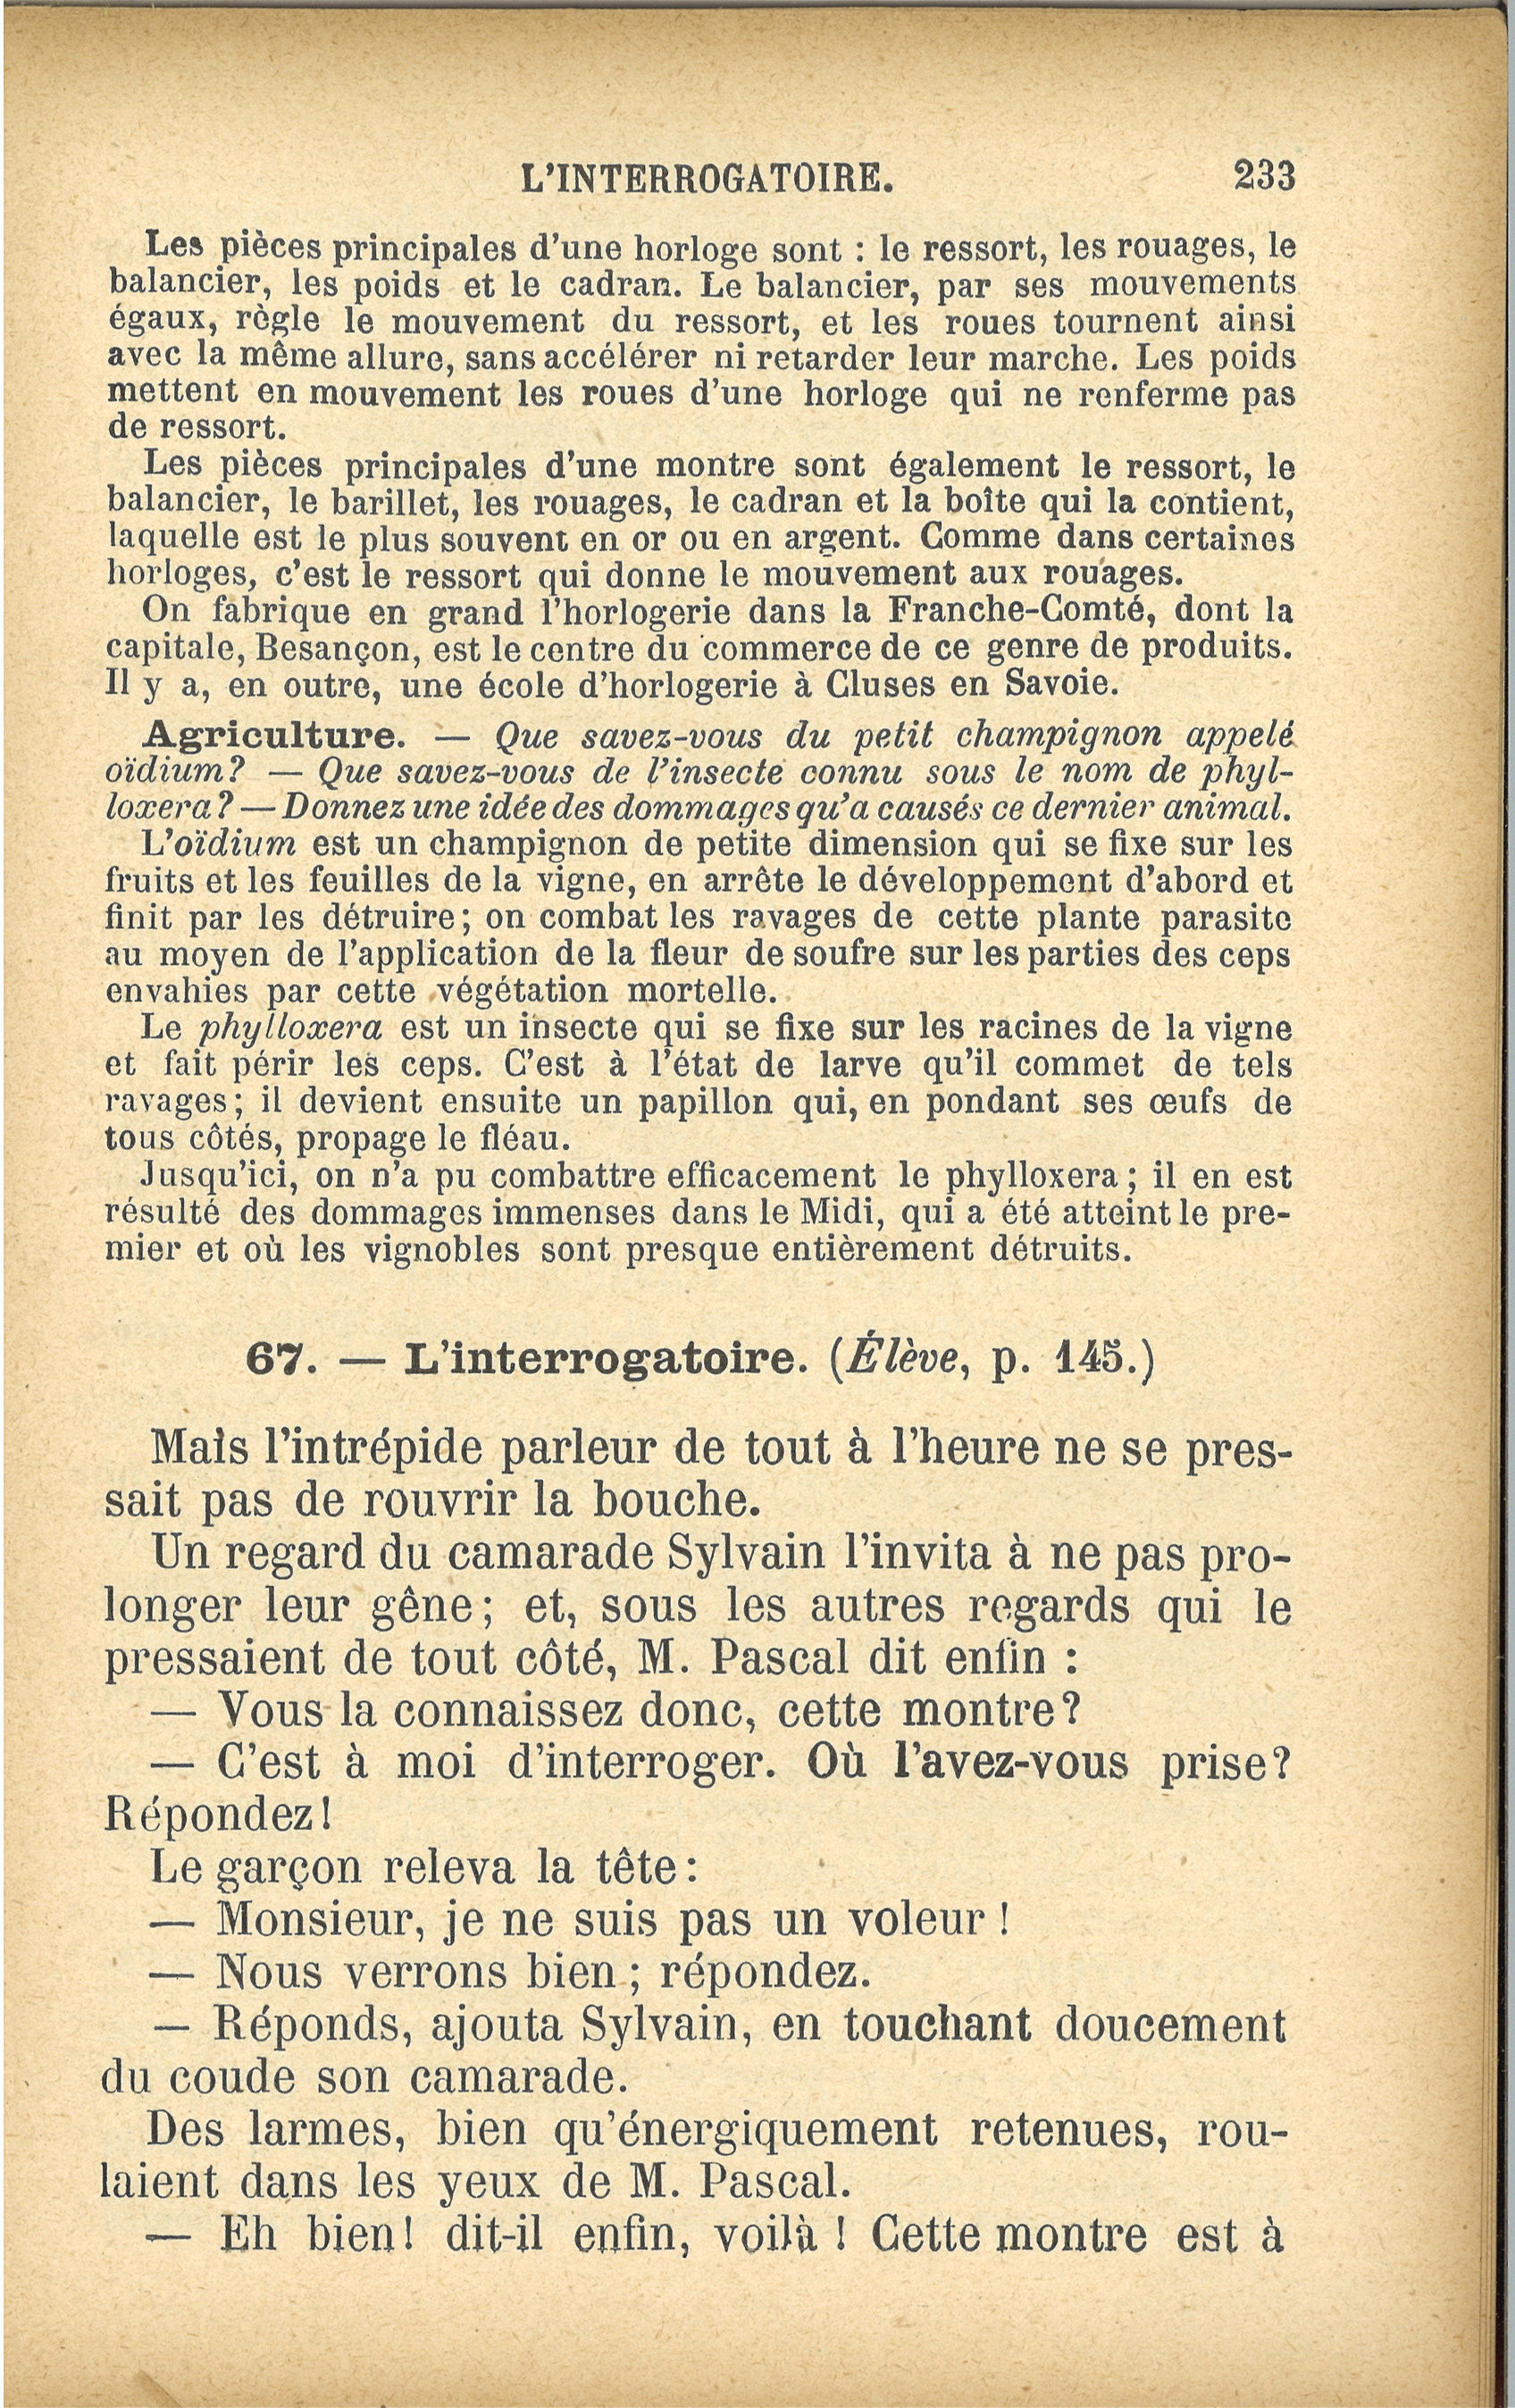 L'INTERROGATOIRE. 233
Les pièces principales d'une horloge sont : le ressort, les rouages, le
balancier, les poids et le cadran. Le balancier, par ses mouvements
égaux, règle le mouvement du ressort, et les roues tournent ainsi
avec la même allure, sans accélérer ni retarder leur marche. Les poids
mettent en mouvement les roues d'une horloge qui ne renferme pas
de ressort.
Les pièces principales d'une montre sont également le ressort, le
balancier, le barillet, les rouages, le cadran et la boîte qui la contient,
laquelle est le plus souvent en or ou en argent. Comme dans certaines
horloges, c'est le ressort qui donne le mouvement aux rouages.
On fabrique en grand l'horlogerie dans la Franche-Comté, dont la
capitale, Besançon, est le centre du commerce de ce genre de produits.
Il y a, en outre, une école d'horlogerie à Cluses en Savoie.
Agriculture. — Que savez-vous du petit champignon appelé
oïdium? — Que savez-vous de l'insecte connu sous le nom de phyl-
loxera? — Donnez une idée des dommages qu'a causés ce dernier animal.
L'oïdium est un champignon de petite dimension qui se fixe sur les
fruits et les feuilles de la vigne, en arrête le développement d'abord et
finit par les détruire; on combat les ravages de cette plante parasite
au moyen de l'application de la fleur de soufre sur les parties des ceps
envahies par cette végétation mortelle.
Le phylloxera est un insecte qui se fixe sur les racines de la vigne
et fait périr les ceps. C'est à l'état de larve qu'il commet de tels
ravages; il devient ensuite un papillon qui, en pondant ses œufs de
tous côtés, propage le fléau.
Jusqu'ici, on n'a pu combattre efficacement le phylloxera; il en est
résulté des dommages immenses dans le Midi, qui a été atteint le pre-
mier et où les vignobles sont presque entièrement détruits.
67. — L'interrogatoire. (Élève, p. 145.)
Mais l'intrépide parleur de tout à l'heure ne se pres-
sait pas de rouvrir la bouche.
Un regard du camarade Sylvain l'invita à ne pas pro-
longer leur gêne; et, sous les autres regards qui le
pressaient de tout côté, M. Pascal dit enfin :
— Vous la connaissez donc, cette montre?
— C'est à moi d'interroger. Où l'avez-vous prise?
Répondez!
Le garçon releva la tête:
— Monsieur, je ne suis pas un voleur !
— Nous verrons bien ; répondez.
— Réponds, ajouta Sylvain, en touchant doucement
du coude son camarade.
Des larmes, bien qu'énergiquement retenues, rou-
laient dans les yeux de M. Pascal.
— Eh bien! dit-il enfin, voilà ! Cette montre est à